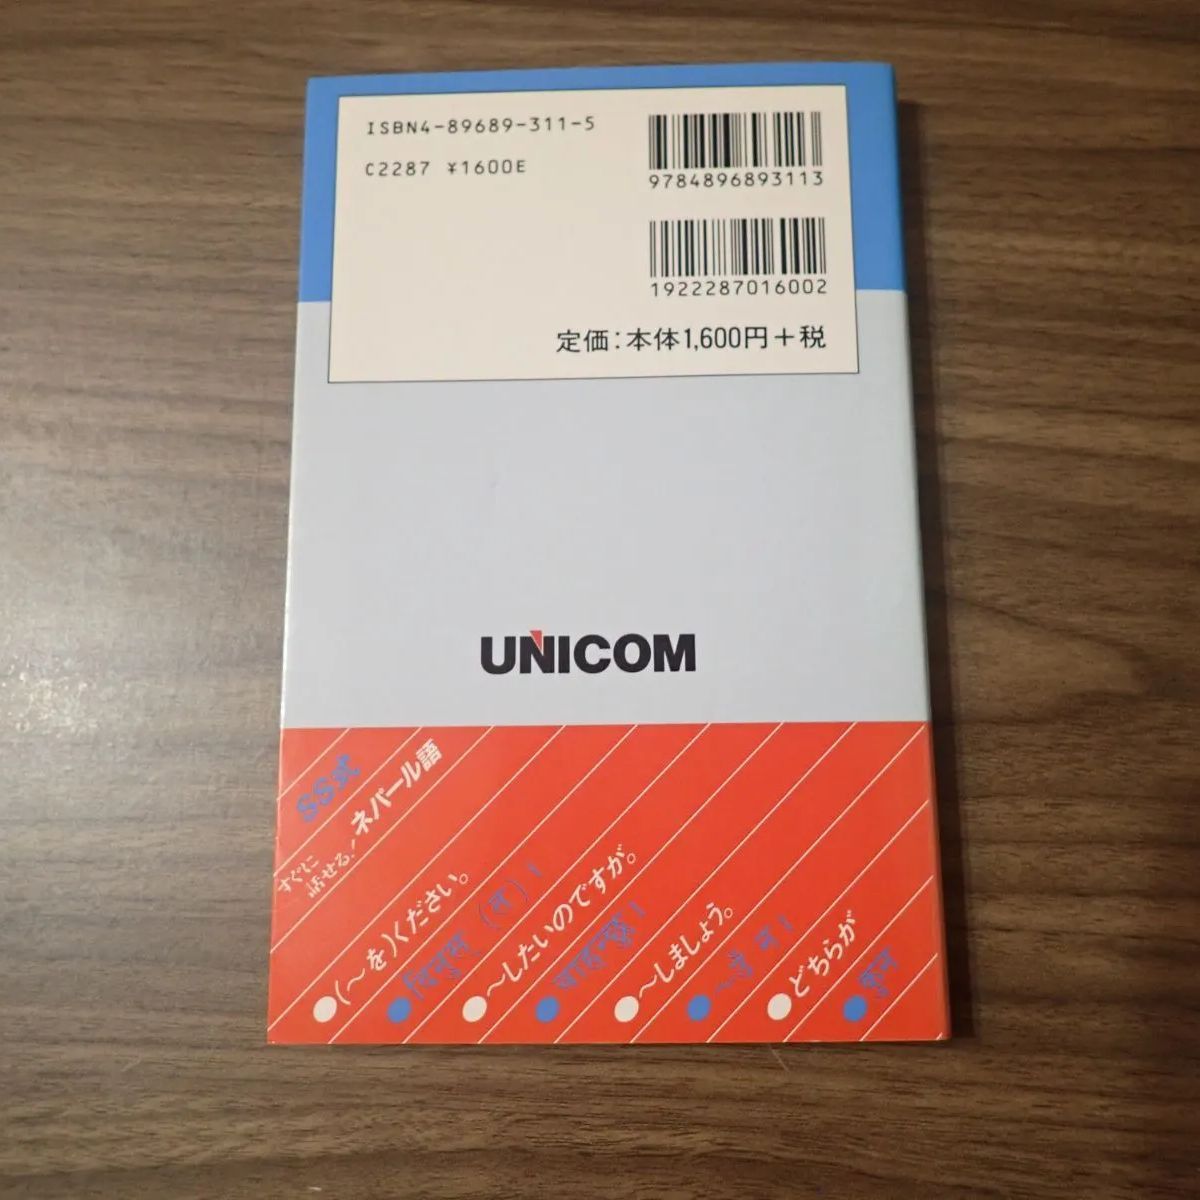 ISBN4-89689-311-5
C2287 ¥1600E
9784896893113
1922287016002
定価：本体1,600円＋税
UNICOM
SS式
すぐに
話せる！
ネパール語
●(～を)ください。
●दिनुस् (त)।
●～したいのですが。
●चाहन्छु।
●～しましょう。
●～औं न।
●どちらが
●कुन